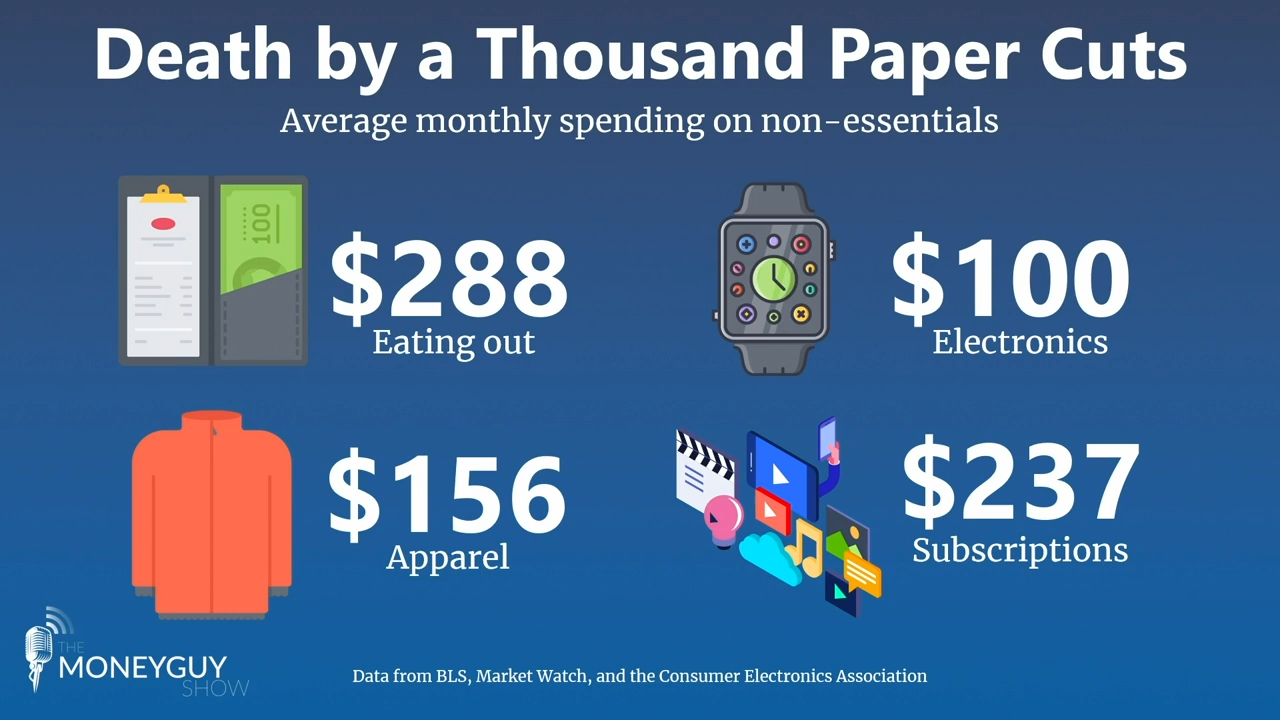 Death by a Thousand Paper Cuts
Average monthly spending on non-essentials
100
$288
Eating out
$100
Electronics
$156
Apparel
$237
Subscriptions
THE
MONEYGUY
SHOW
Data from BLS, Market Watch, and the Consumer Electronics Association